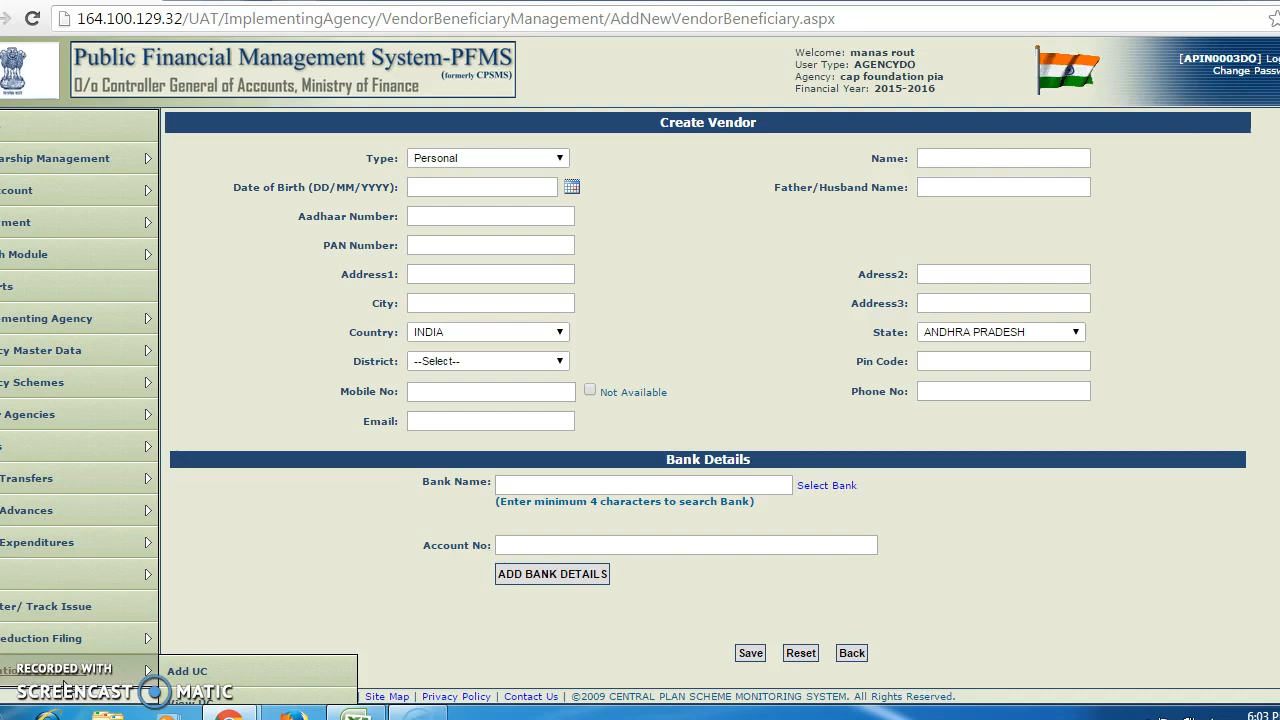 164.100.129.32/UAT/ImplementingAgency/VendorBeneficiaryManagement/AddNewVendorBeneficiary.aspx
Public Financial Management System-PFMS
(formerly CPSMS)
O/o Controller General of Accounts, Ministry of Finance
Welcome: manas rout
User Type: AGENCYDO
Agency: cap foundation pia
Financial Year: 2015-2016
[APIN0003DO] Lo
Change Passw
Create Vendor
arship Management
count
ment
h Module
rts
menting Agency
cy Master Data
cy Schemes
Agencies
s
Transfers
Advances
Expenditures
ter/ Track Issue
eduction Filing
Type: Personal
Name:
Date of Birth (DD/MM/YYYY):
Father/Husband Name:
Aadhaar Number:
PAN Number:
Address1:
Adress2:
City:
Address3:
Country: INDIA
State: ANDHRA PRADESH
District: --Select--
Pin Code:
Mobile No:
Not Available
Phone No:
Email:
Bank Details
Bank Name:
Select Bank
(Enter minimum 4 characters to search Bank)
Account No:
ADD BANK DETAILS
Save Reset Back
Add UC
RECORDED WITH
SCREENCAST MATIC
Site Map | Privacy Policy | Contact Us | ©2009 CENTRAL PLAN SCHEME MONITORING SYSTEM. All Rights Reserved.
6:03 P